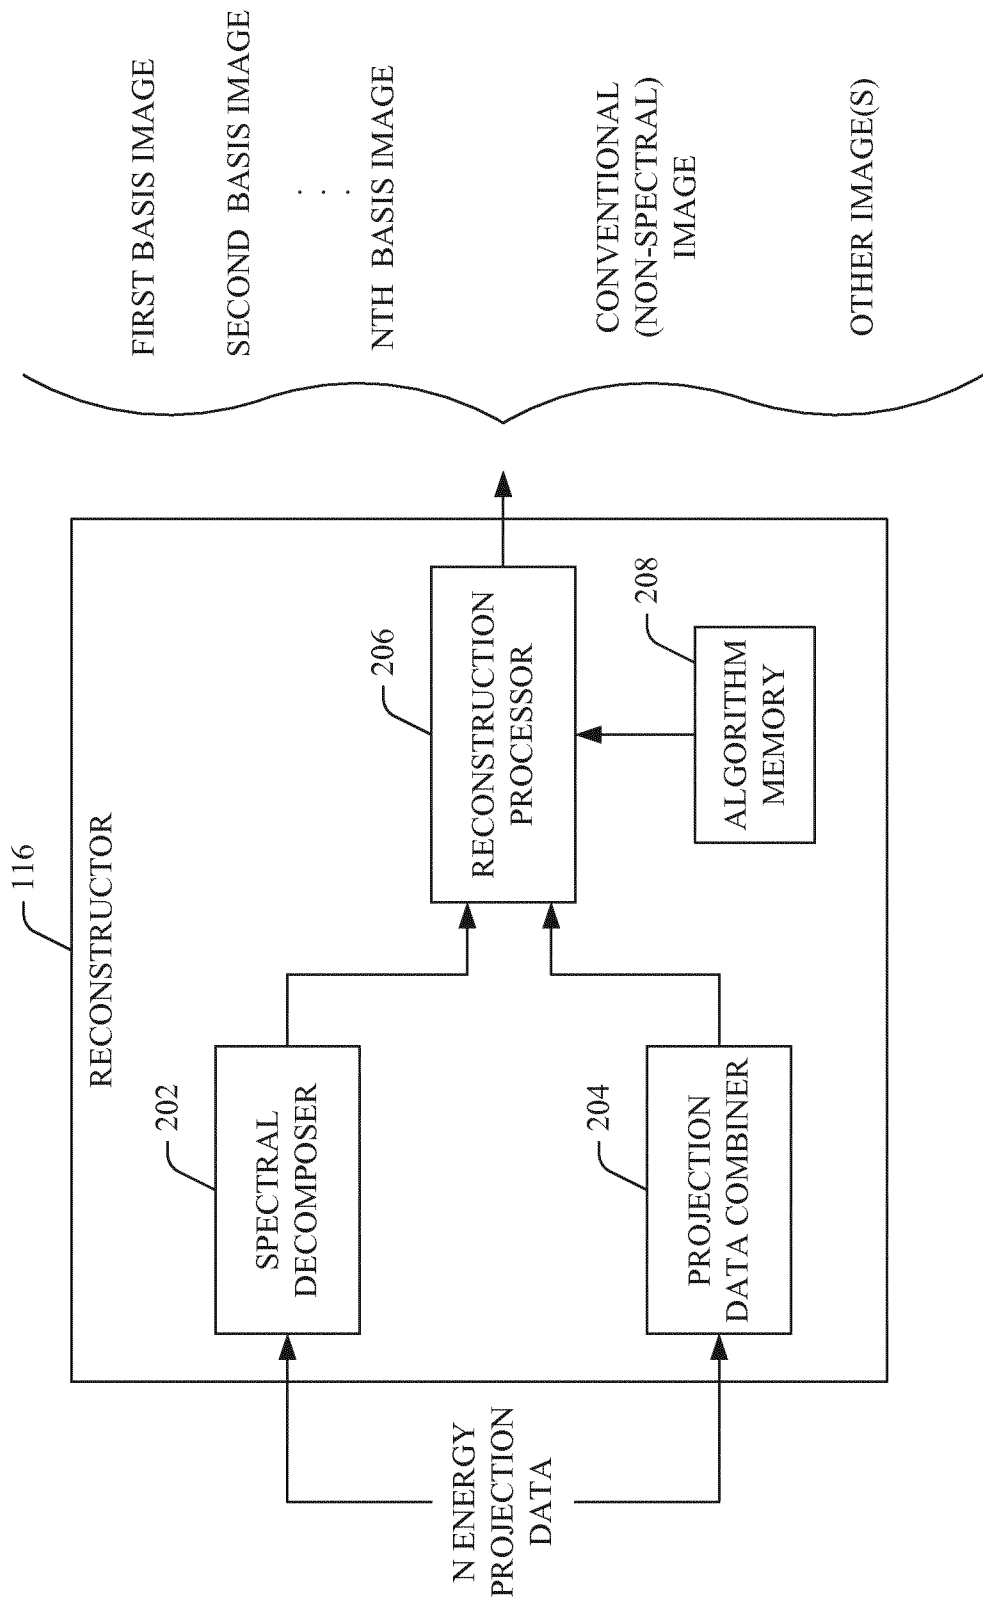 N ENERGY
PROJECTION
DATA
116
RECONSTRUCTOR
202
SPECTRAL
DECOMPOSER
204
PROJECTION
DATA COMBINER
206
RECONSTRUCTION
PROCESSOR
208
ALGORITHM
MEMORY
FIRST BASIS IMAGE
SECOND BASIS IMAGE
. . .
NTH BASIS IMAGE
CONVENTIONAL
(NON-SPECTRAL)
IMAGE
OTHER IMAGE(S)